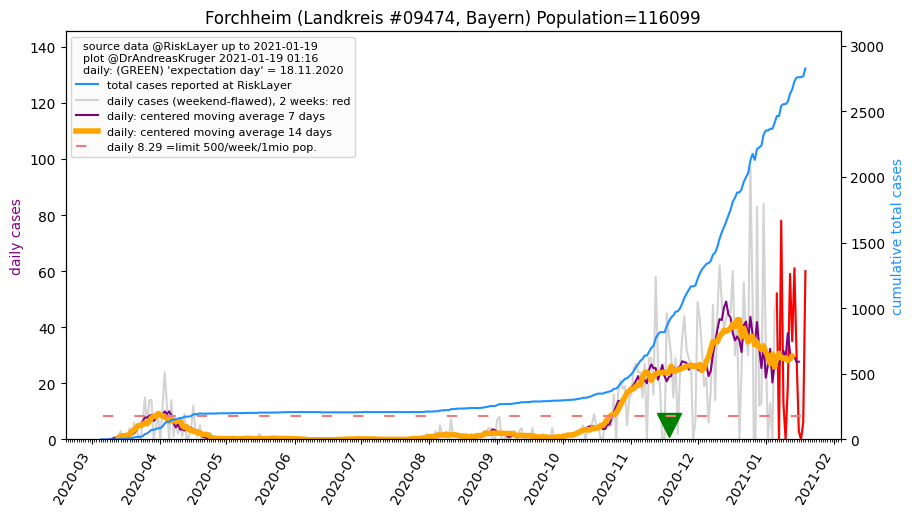 Forchheim (Landkreis #09474, Bayern) Population=116099
source data @RiskLayer up to 2021-01-19
plot @DrAndreasKruger 2021-01-19 01:16
daily: (GREEN) 'expectation day' = 18.11.2020
total cases reported at RiskLayer
daily cases (weekend-flawed), 2 weeks: red
daily: centered moving average 7 days
daily: centered moving average 14 days
daily 8.29 =limit 500/week/1mio pop.
daily cases
140
120
100
80
60
40
20
0
cumulative total cases
3000
2500
2000
1500
1000
500
0
2020-03
2020-04
2020-05
2020-06
2020-07
2020-08
2020-09
2020-10
2020-11
2020-12
2021-01
2021-02